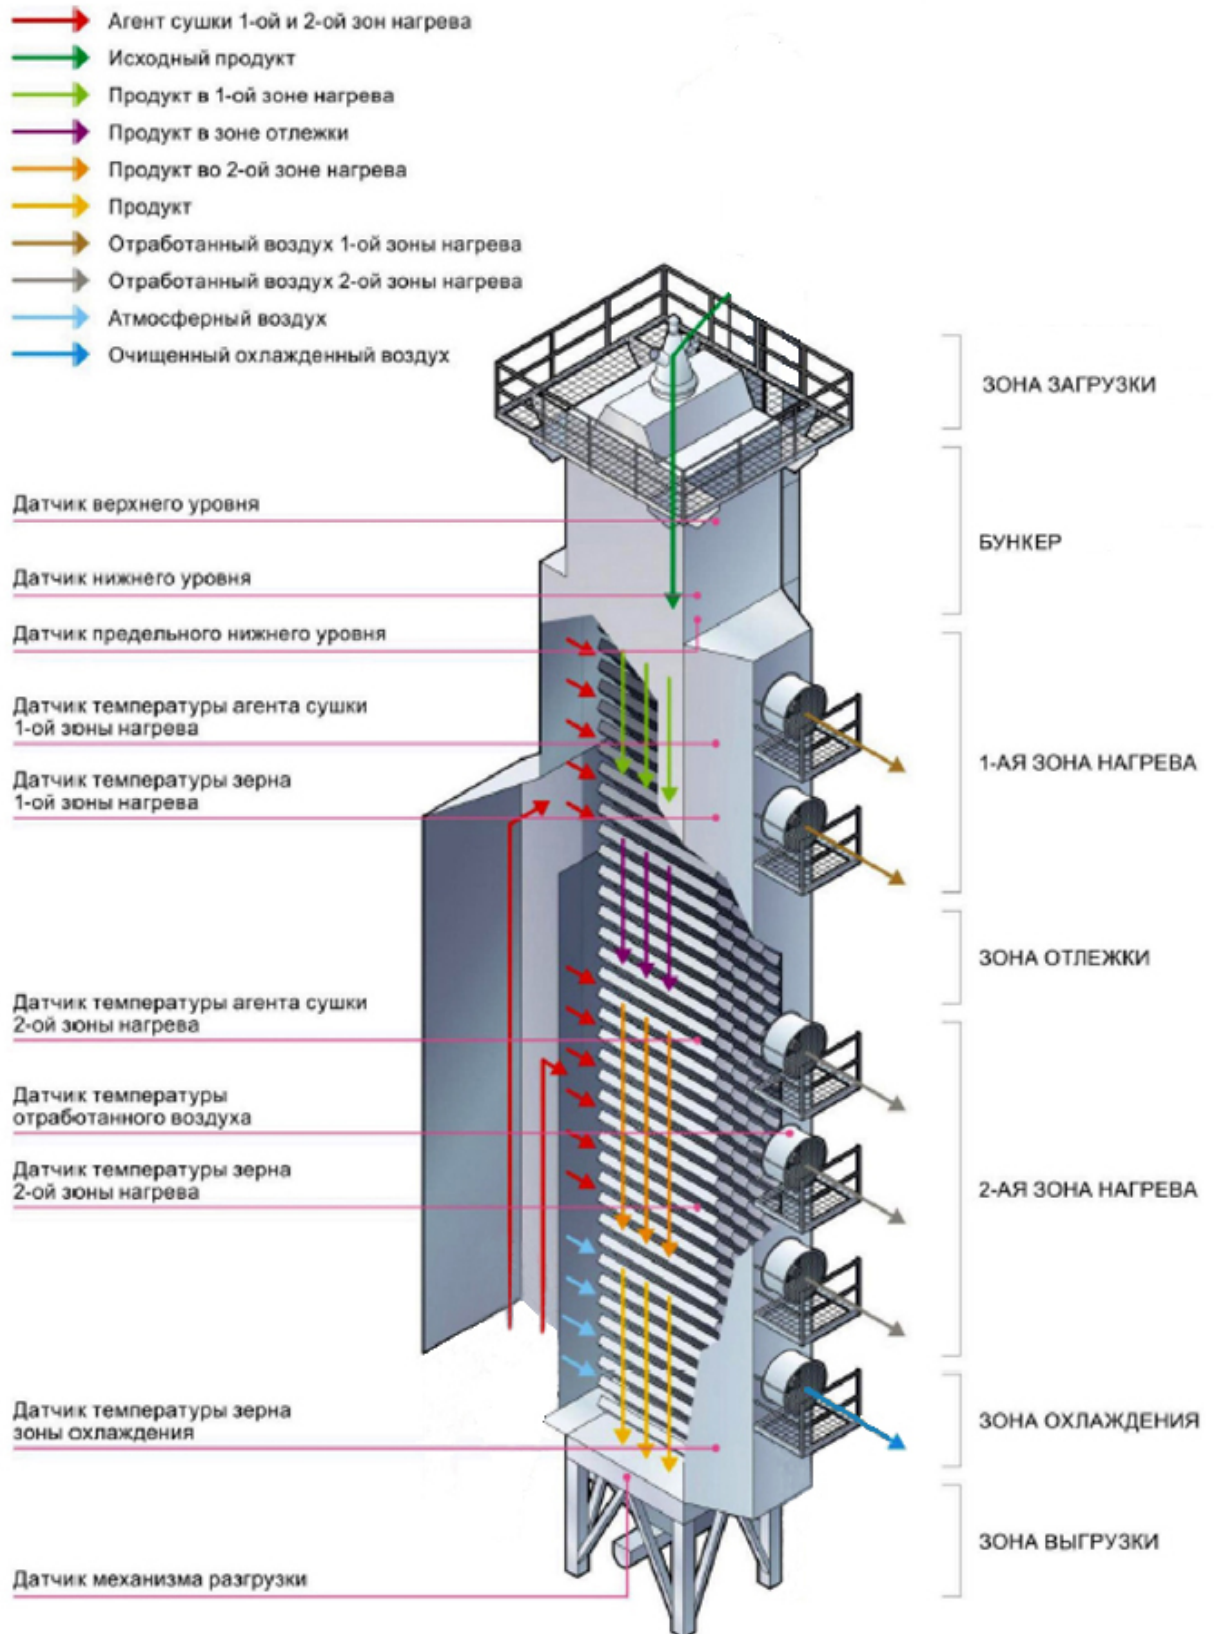 Агент сушки 1-ой и 2-ой зон нагрева
Исходный продукт
Продукт в 1-ой зоне нагрева
Продукт в зоне отлежки
Продукт во 2-ой зоне нагрева
Продукт
Отработанный воздух 1-ой зоны нагрева
Отработанный воздух 2-ой зоны нагрева
Атмосферный воздух
Очищенный охлажденный воздух
ЗОНА ЗАГРУЗКИ
Датчик верхнего уровня
БУНКЕР
Датчик нижнего уровня
Датчик предельного нижнего уровня
Датчик температуры агента сушки
1-ой зоны нагрева
1-АЯ ЗОНА НАГРЕВА
Датчик температуры зерна
1-ой зоны нагрева
ЗОНА ОТЛЕЖКИ
Датчик температуры агента сушки
2-ой зоны нагрева
Датчик температуры
отработанного воздуха
Датчик температуры зерна
2-ой зоны нагрева
2-АЯ ЗОНА НАГРЕВА
Датчик температуры зерна
зоны охлаждения
ЗОНА ОХЛАЖДЕНИЯ
ЗОНА ВЫГРУЗКИ
Датчик механизма разгрузки